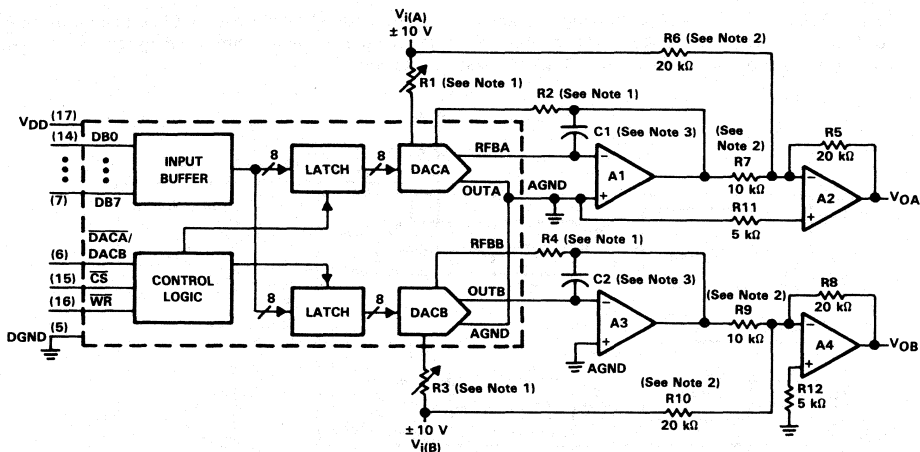 Vi(A)
± 10 V
R6 (See Note 2)
20 kΩ
R1 (See Note 1)
R2 (See Note 1)
VDD (17)
(14) DB0
(7) DB7
INPUT
BUFFER
8
LATCH
8
DACA
RFBA
OUTA
AGND
C1 (See Note 3)
−
+
A1
(See
Note 2)
R7
10 kΩ
R5
20 kΩ
−
+
A2
VOA
R11
5 kΩ
DACA/
(6) DACB
(15) CS
(16) WR
DGND (5)
CONTROL
LOGIC
8
LATCH
8
DACB
RFBB
OUTB
AGND
R4 (See Note 1)
C2 (See Note 3)
−
+
A3
AGND
(See Note 2)
R9
10 kΩ
R8
20 kΩ
−
+
A4
VOB
R12
5 kΩ
R3 (See Note 1)
(See Note 2)
R10
20 kΩ
± 10 V
Vi(B)